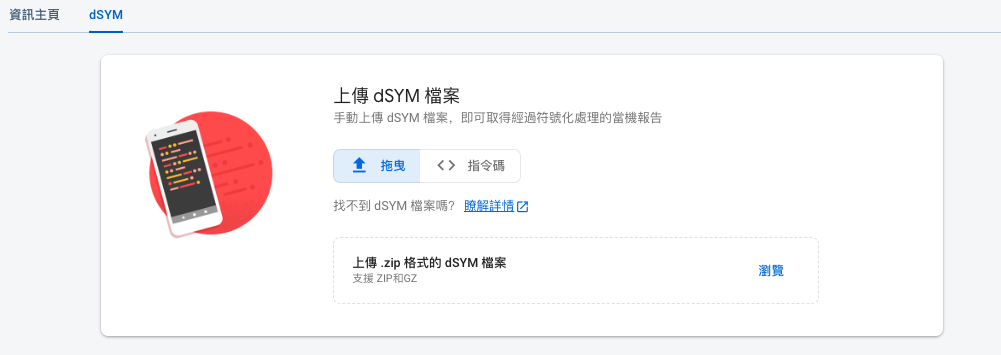 資訊主頁 dSYM
上傳 dSYM 檔案
手動上傳 dSYM 檔案，即可取得經過符號化處理的當機報告
拖曳 指令碼
找不到 dSYM 檔案嗎？ 瞭解詳情
上傳 .zip 格式的 dSYM 檔案
支援 ZIP和GZ
瀏覽